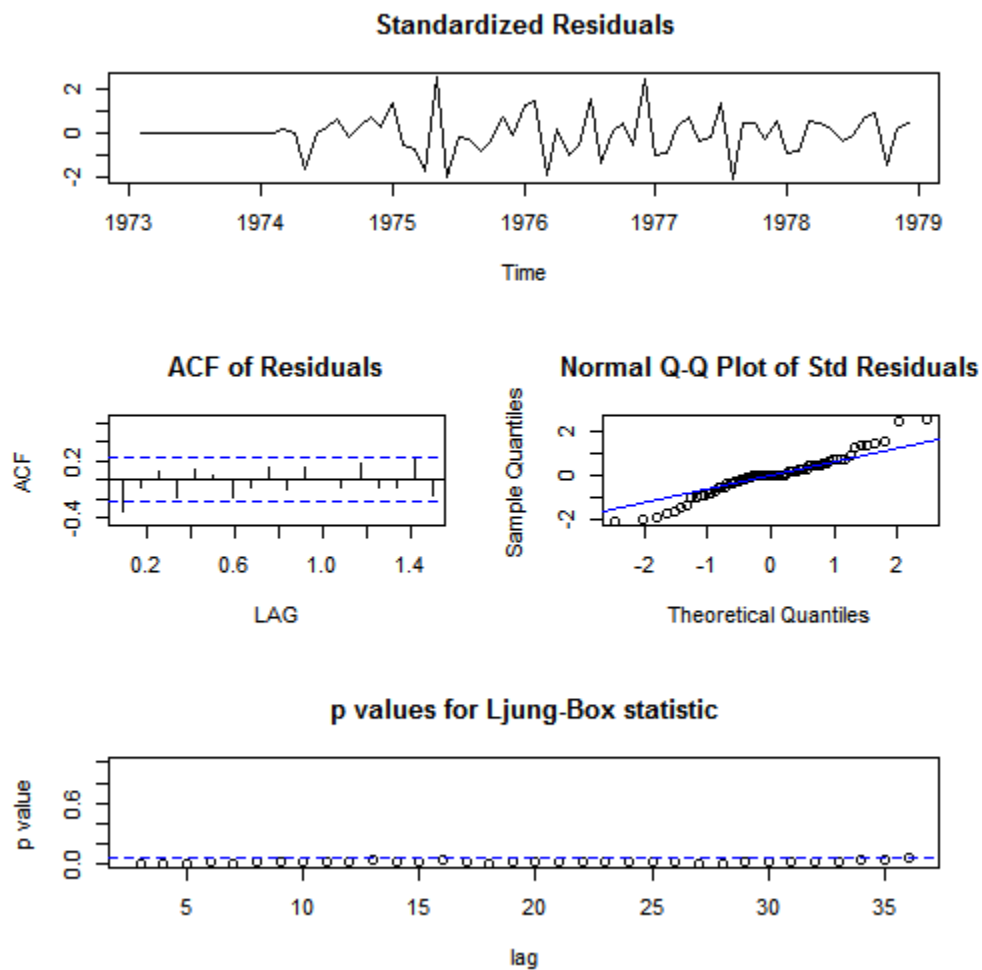 Standardized Residuals
-2 0 2
1973 1974 1975 1976 1977 1978 1979
Time
ACF of Residuals
ACF
-0.4 0.2
0.2 0.6 1.0 1.4
LAG
Normal Q-Q Plot of Std Residuals
Sample Quantiles
-2 0 2
-2 -1 0 1 2
Theoretical Quantiles
p values for Ljung-Box statistic
p value
0.0 0.6
5 10 15 20 25 30 35
lag